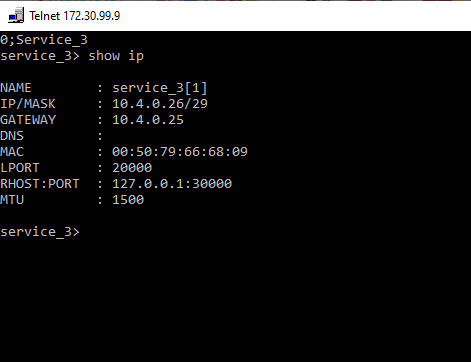 Telnet 172.30.99.9
0;Service_3
service_3> show ip
NAME : service_3[1]
IP/MASK : 10.4.0.26/29
GATEWAY : 10.4.0.25
DNS :
MAC : 00:50:79:66:68:09
LPORT : 20000
RHOST:PORT : 127.0.0.1:30000
MTU : 1500
service_3>